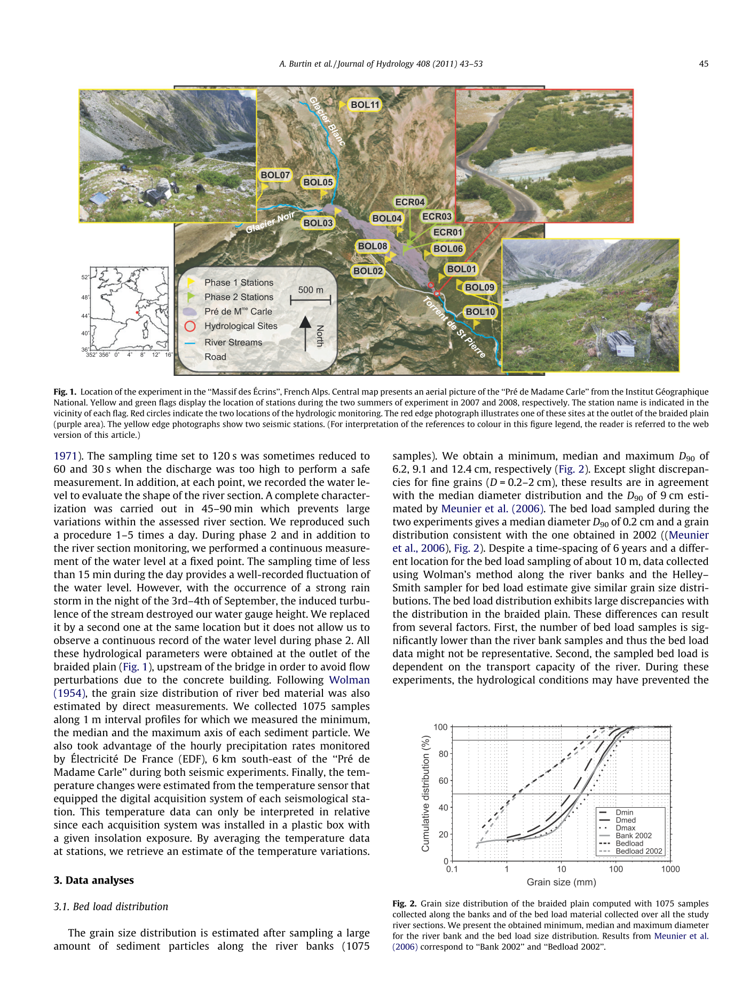 A. Burtin et al. / Journal of Hydrology 408 (2011) 43–53
45
Glacier Blanc
BOL11
BOL07
BOL05
ECR04
BOL03
BOL04
ECR03
Glacier Noir
ECR01
BOL08
BOL06
BOL02
BOL01
BOL09
BOL10
Torrent de St Pierre
52°
48°
44°
40°
36°
352° 356° 0° 4° 8° 12° 16°
Phase 1 Stations
Phase 2 Stations
Pré de Mme Carle
Hydrological Sites
River Streams
Road
500 m
North
Fig. 1. Location of the experiment in the “Massif des Écrins”, French Alps. Central map presents an aerial picture of the “Pré de Madame Carle” from the Institut Géographique
National. Yellow and green flags display the location of stations during the two summers of experiment in 2007 and 2008, respectively. The station name is indicated in the
vicinity of each flag. Red circles indicate the two locations of the hydrologic monitoring. The red edge photograph illustrates one of these sites at the outlet of the braided plain
(purple area). The yellow edge photographs show two seismic stations. (For interpretation of the references to colour in this figure legend, the reader is referred to the web
version of this article.)
1971). The sampling time set to 120 s was sometimes reduced to
60 and 30 s when the discharge was too high to perform a safe
measurement. In addition, at each point, we recorded the water le-
vel to evaluate the shape of the river section. A complete character-
ization was carried out in 45–90 min which prevents large
variations within the assessed river section. We reproduced such
a procedure 1–5 times a day. During phase 2 and in addition to
the river section monitoring, we performed a continuous measure-
ment of the water level at a fixed point. The sampling time of less
than 15 min during the day provides a well-recorded fluctuation of
the water level. However, with the occurrence of a strong rain
storm in the night of the 3rd–4th of September, the induced turbu-
lence of the stream destroyed our water gauge height. We replaced
it by a second one at the same location but it does not allow us to
observe a continuous record of the water level during phase 2. All
these hydrological parameters were obtained at the outlet of the
braided plain (Fig. 1), upstream of the bridge in order to avoid flow
perturbations due to the concrete building. Following Wolman
(1954), the grain size distribution of river bed material was also
estimated by direct measurements. We collected 1075 samples
along 1 m interval profiles for which we measured the minimum,
the median and the maximum axis of each sediment particle. We
also took advantage of the hourly precipitation rates monitored
by Électricité De France (EDF), 6 km south-east of the “Pré de
Madame Carle” during both seismic experiments. Finally, the tem-
perature changes were estimated from the temperature sensor that
equipped the digital acquisition system of each seismological sta-
tion. This temperature data can only be interpreted in relative
since each acquisition system was installed in a plastic box with
a given insolation exposure. By averaging the temperature data
at stations, we retrieve an estimate of the temperature variations.
3. Data analyses
3.1. Bed load distribution
The grain size distribution is estimated after sampling a large
amount of sediment particles along the river banks (1075
samples). We obtain a minimum, median and maximum D90 of
6.2, 9.1 and 12.4 cm, respectively (Fig. 2). Except slight discrepan-
cies for fine grains (D = 0.2–2 cm), these results are in agreement
with the median diameter distribution and the D90 of 9 cm esti-
mated by Meunier et al. (2006). The bed load sampled during the
two experiments gives a median diameter D90 of 0.2 cm and a grain
distribution consistent with the one obtained in 2002 ((Meunier
et al., 2006), Fig. 2). Despite a time-spacing of 6 years and a differ-
ent location for the bed load sampling of about 10 m, data collected
using Wolman’s method along the river banks and the Helley–
Smith sampler for bed load estimate give similar grain size distri-
butions. The bed load distribution exhibits large discrepancies with
the distribution in the braided plain. These differences can result
from several factors. First, the number of bed load samples is sig-
nificantly lower than the river bank samples and thus the bed load
data might not be representative. Second, the sampled bed load is
dependent on the transport capacity of the river. During these
experiments, the hydrological conditions may have prevented the
Cumulative distribution (%)
100
80
60
40
20
0
Dmin
Dmed
Dmax
Bank 2002
Bedload
Bedload 2002
0.1 1 10 100 1000
Grain size (mm)
Fig. 2. Grain size distribution of the braided plain computed with 1075 samples
collected along the banks and of the bed load material collected over all the study
river sections. We present the obtained minimum, median and maximum diameter
for the river bank and the bed load size distribution. Results from Meunier et al.
(2006) correspond to “Bank 2002” and “Bedload 2002”.